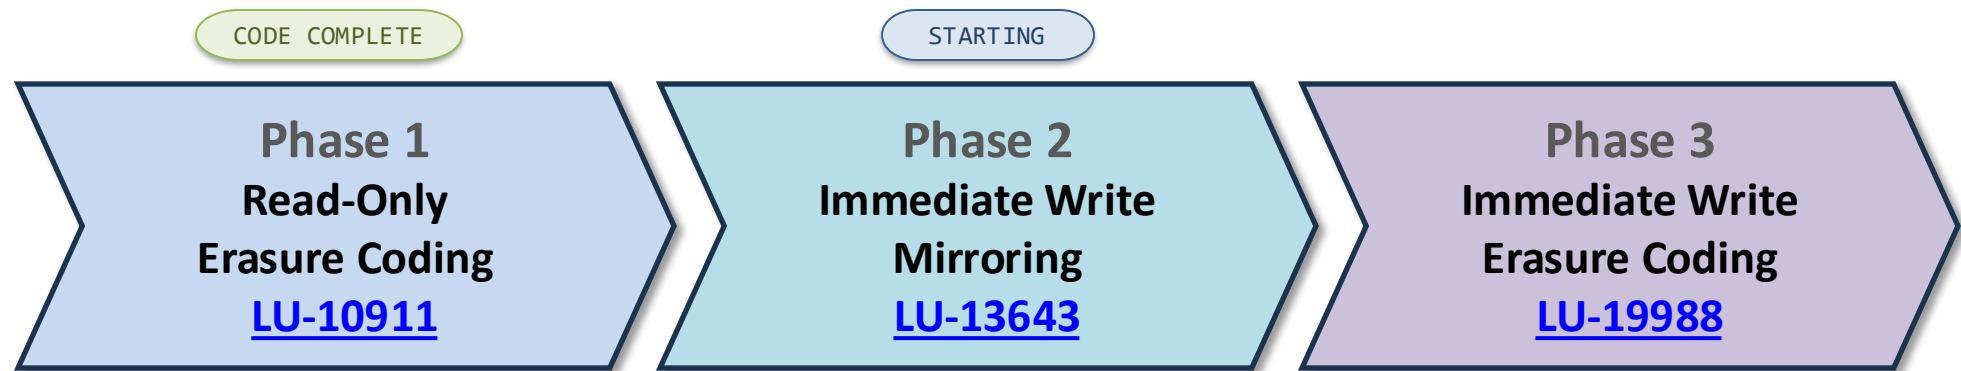 CODE COMPLETE
STARTING
Phase 1
Read-Only
Erasure Coding
LU-10911
Phase 2
Immediate Write
Mirroring
LU-13643
Phase 3
Immediate Write
Erasure Coding
LU-19988